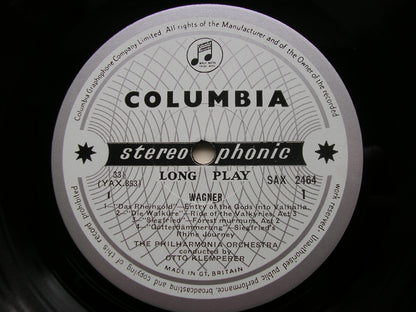 Columbia Graphophone Company Limited. All rights of the Manufacturer and of the Owner of the recorded work reserved. Unauthorised public performance, broadcasting and copying of this record prohibited
COLUMBIA
stereo phonic
LONG PLAY
33⅓
(YAX.353)
SAX 2464
1
1
WAGNER
1-"Das Rheingold"—Entry of the Gods into Valhalla
2-"Die Walküre"—Ride of the Valkyries, Act 3
3-"Siegfried"—Forest murmurs, Act 2
4-"Götterdämmerung"—Siegfried's
Rhine Journey
THE PHILHARMONIA ORCHESTRA
conducted by
OTTO KLEMPERER
MADE IN GT. BRITAIN